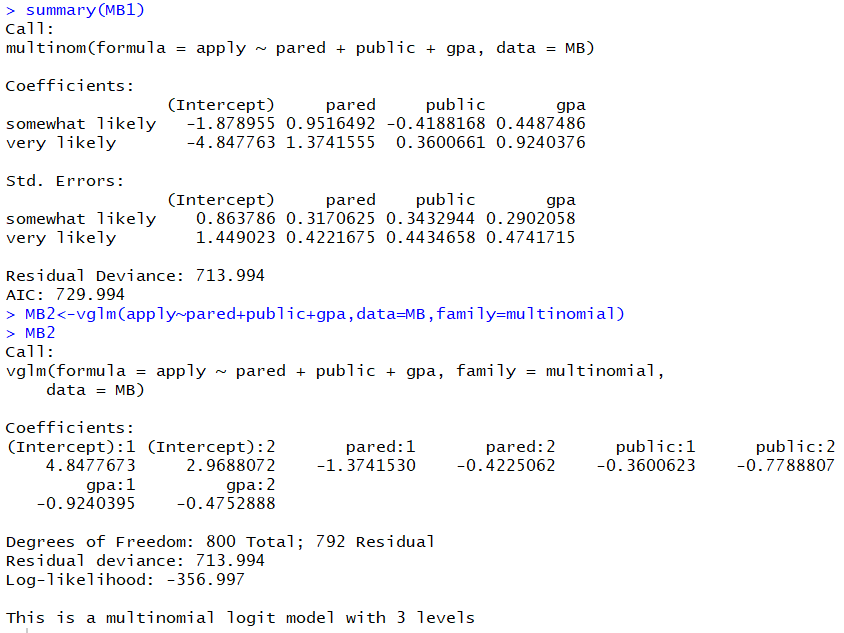 > summary(MB1)
Call:
multinom(formula = apply ~ pared + public + gpa, data = MB)
Coefficients:
(Intercept) pared public gpa
somewhat likely -1.878955 0.9516492 -0.4188168 0.4487486
very likely -4.847763 1.3741555 0.3600661 0.9240376
Std. Errors:
(Intercept) pared public gpa
somewhat likely 0.863786 0.3170625 0.3432944 0.2902058
very likely 1.449023 0.4221675 0.4434658 0.4741715
Residual Deviance: 713.994
AIC: 729.994
> MB2<-vglm(apply~pared+public+gpa,data=MB,family=multinomial)
> MB2
Call:
vglm(formula = apply ~ pared + public + gpa, family = multinomial,
data = MB)
Coefficients:
(Intercept):1 (Intercept):2 pared:1 pared:2 public:1 public:2
4.8477673 2.9688072 -1.3741530 -0.4225062 -0.3600623 -0.7788807
gpa:1 gpa:2
-0.9240395 -0.4752888
Degrees of Freedom: 800 Total; 792 Residual
Residual deviance: 713.994
Log-likelihood: -356.997
This is a multinomial logit model with 3 levels